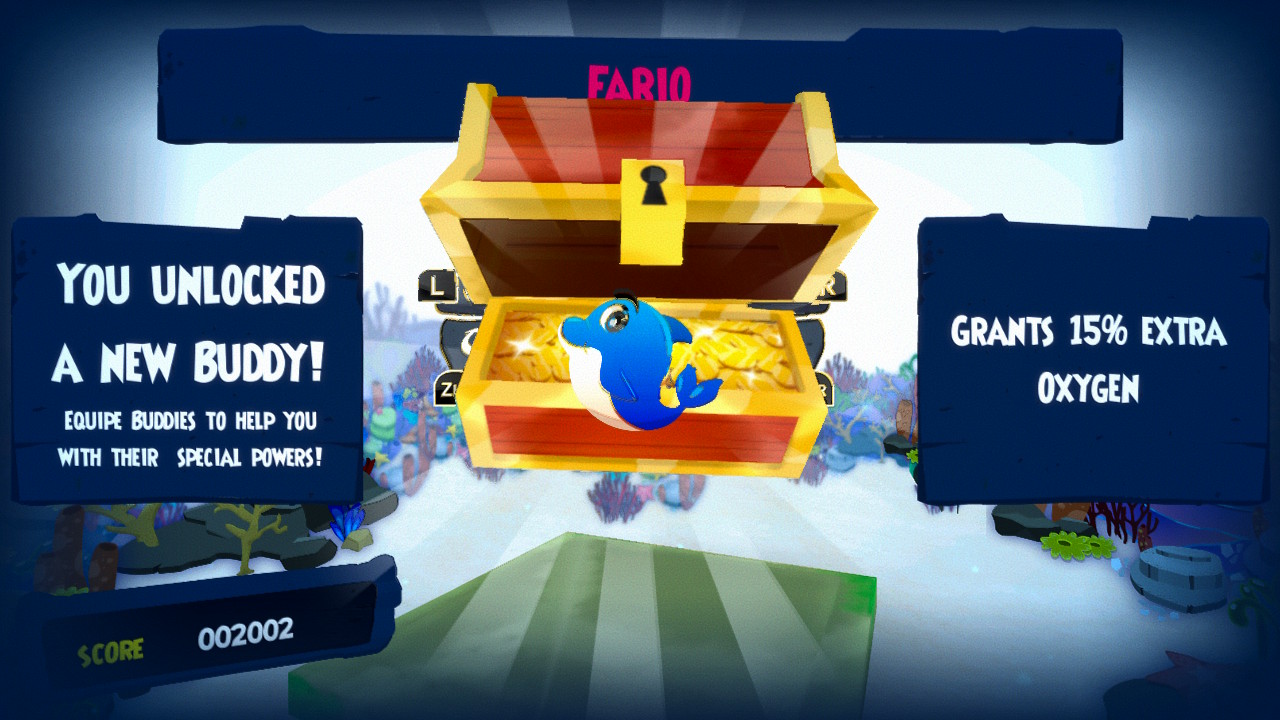 FARIO
YOU UNLOCKED
A NEW BUDDY!
EQUIPE BUDDIES TO HELP YOU
WITH THEIR SPECIAL POWERS!
L
R
GRANTS 15% EXTRA
OXYGEN
SCORE 002002